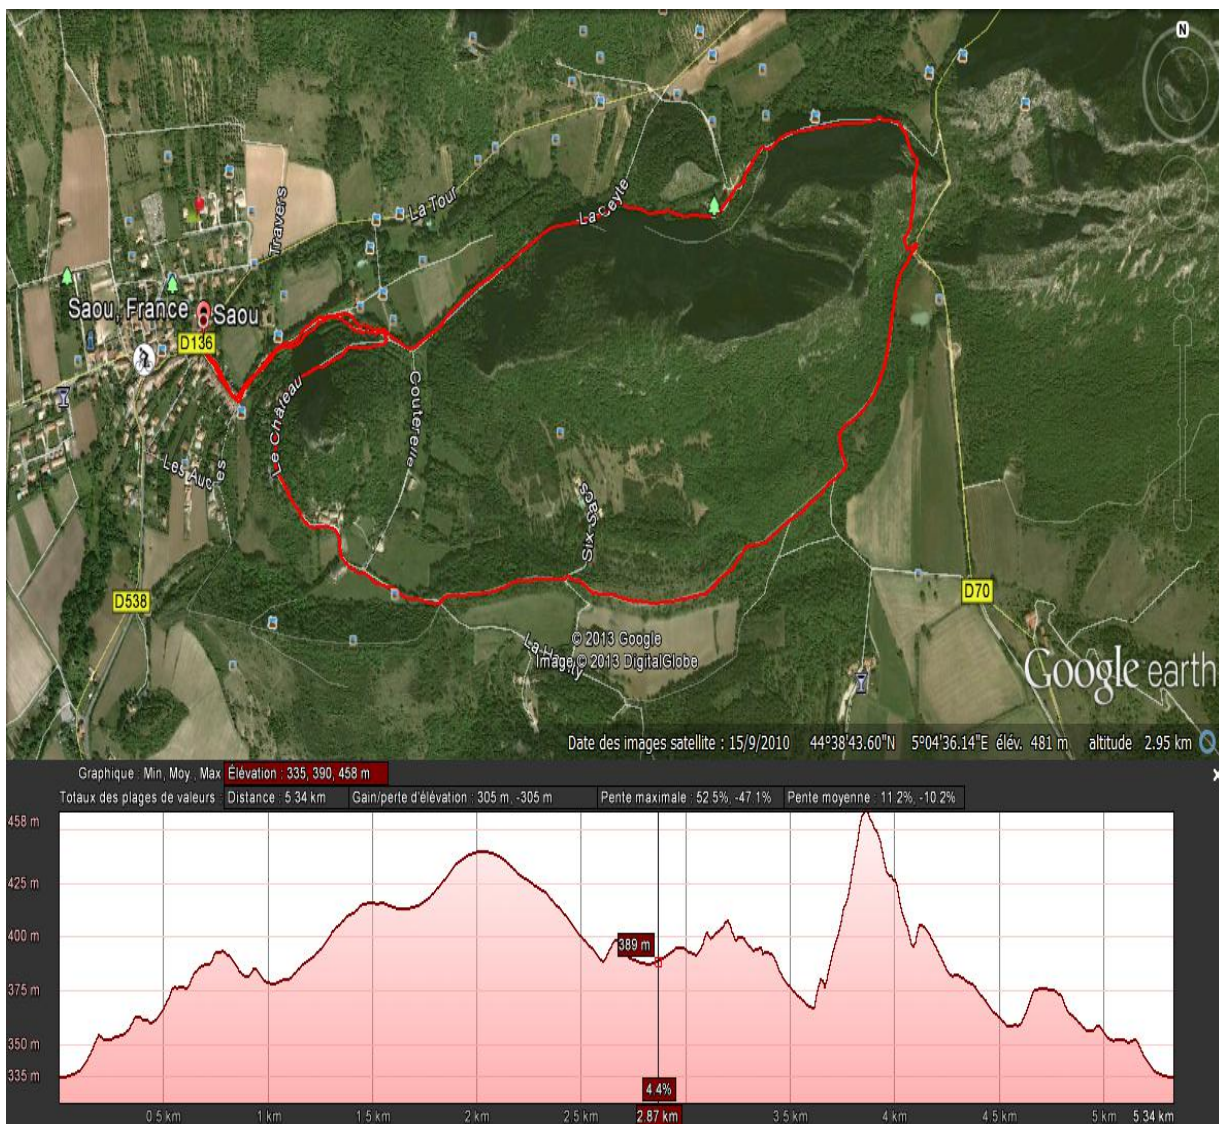 N
La Tour
Travers
La Ceyle
Saou, France
Saou
D136
Le Château
Couterelle
Les Auc es
Six Sacs
D538
D70
© 2013 Google
Image © 2013 DigitalGlobe
Google earth
Date des images satellite : 15/9/2010 44°38'43.60"N 5°04'36.14"E élév. 481 m altitude 2.95 km
Graphique : Min, Moy., Max Élévation : 335, 390, 458 m
Totaux des plages de valeurs : Distance : 5.34 km Gain/perte d'élévation : 305 m, -305 m Pente maximale : 52.5%, -47.1% Pente moyenne : 11.2%, -10.2%
458 m
425 m
400 m
389 m
375 m
350 m
335 m
4.4%
0.5 km 1 km 1.5 km 2 km 2.5 km 2.87 km 3.5 km 4 km 4.5 km 5 km 5.34 km